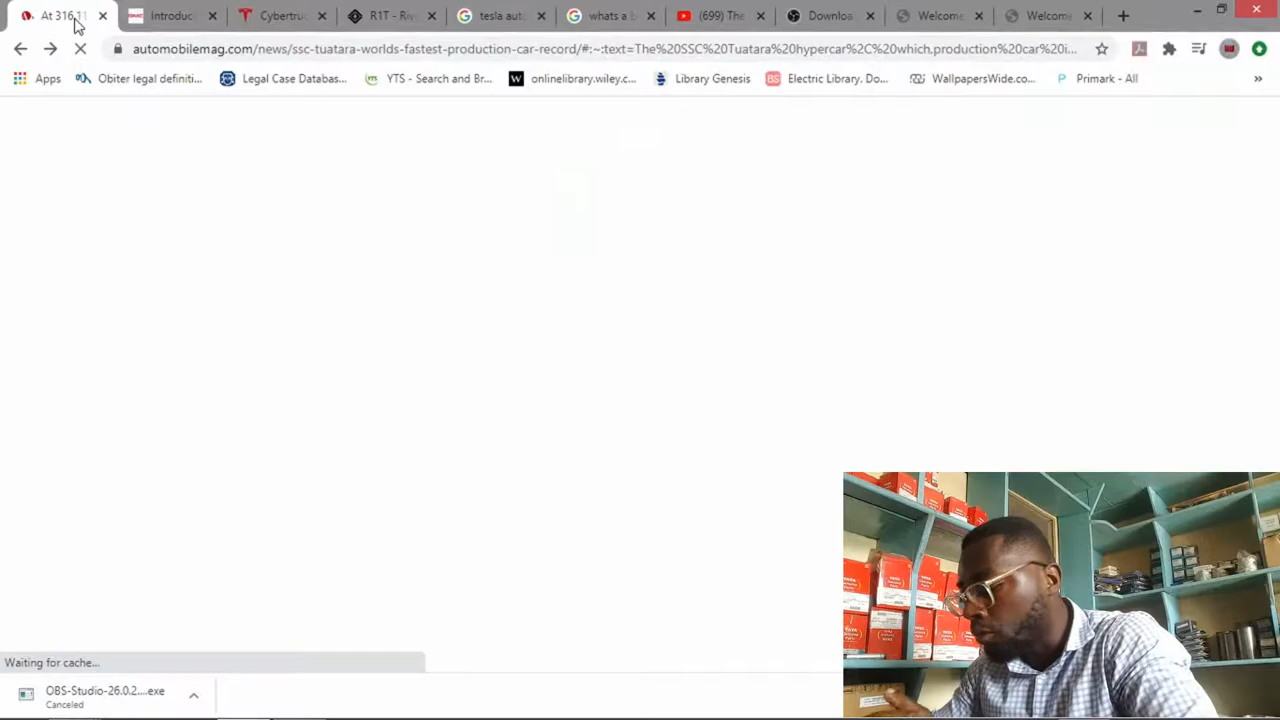 At 316.11
Introduc
Cybertru
R1T - Riv
tesla aut
whats a b
(699) The
Downloa
Welcome
Welcome
automobilemag.com/news/ssc-tuatara-worlds-fastest-production-car-record/#:~:text=The%20SSC%20Tuatara%20hypercar%2C%20which,production%20car%20i...
Apps
Obiter legal definiti...
Legal Case Databas...
YTS - Search and Br...
W onlinelibrary.wiley.c...
Library Genesis
BS Electric Library. Do...
WallpapersWide.co...
P Primark - All
»
Waiting for cache...
OBS-Studio-26.0.2....exe
Canceled